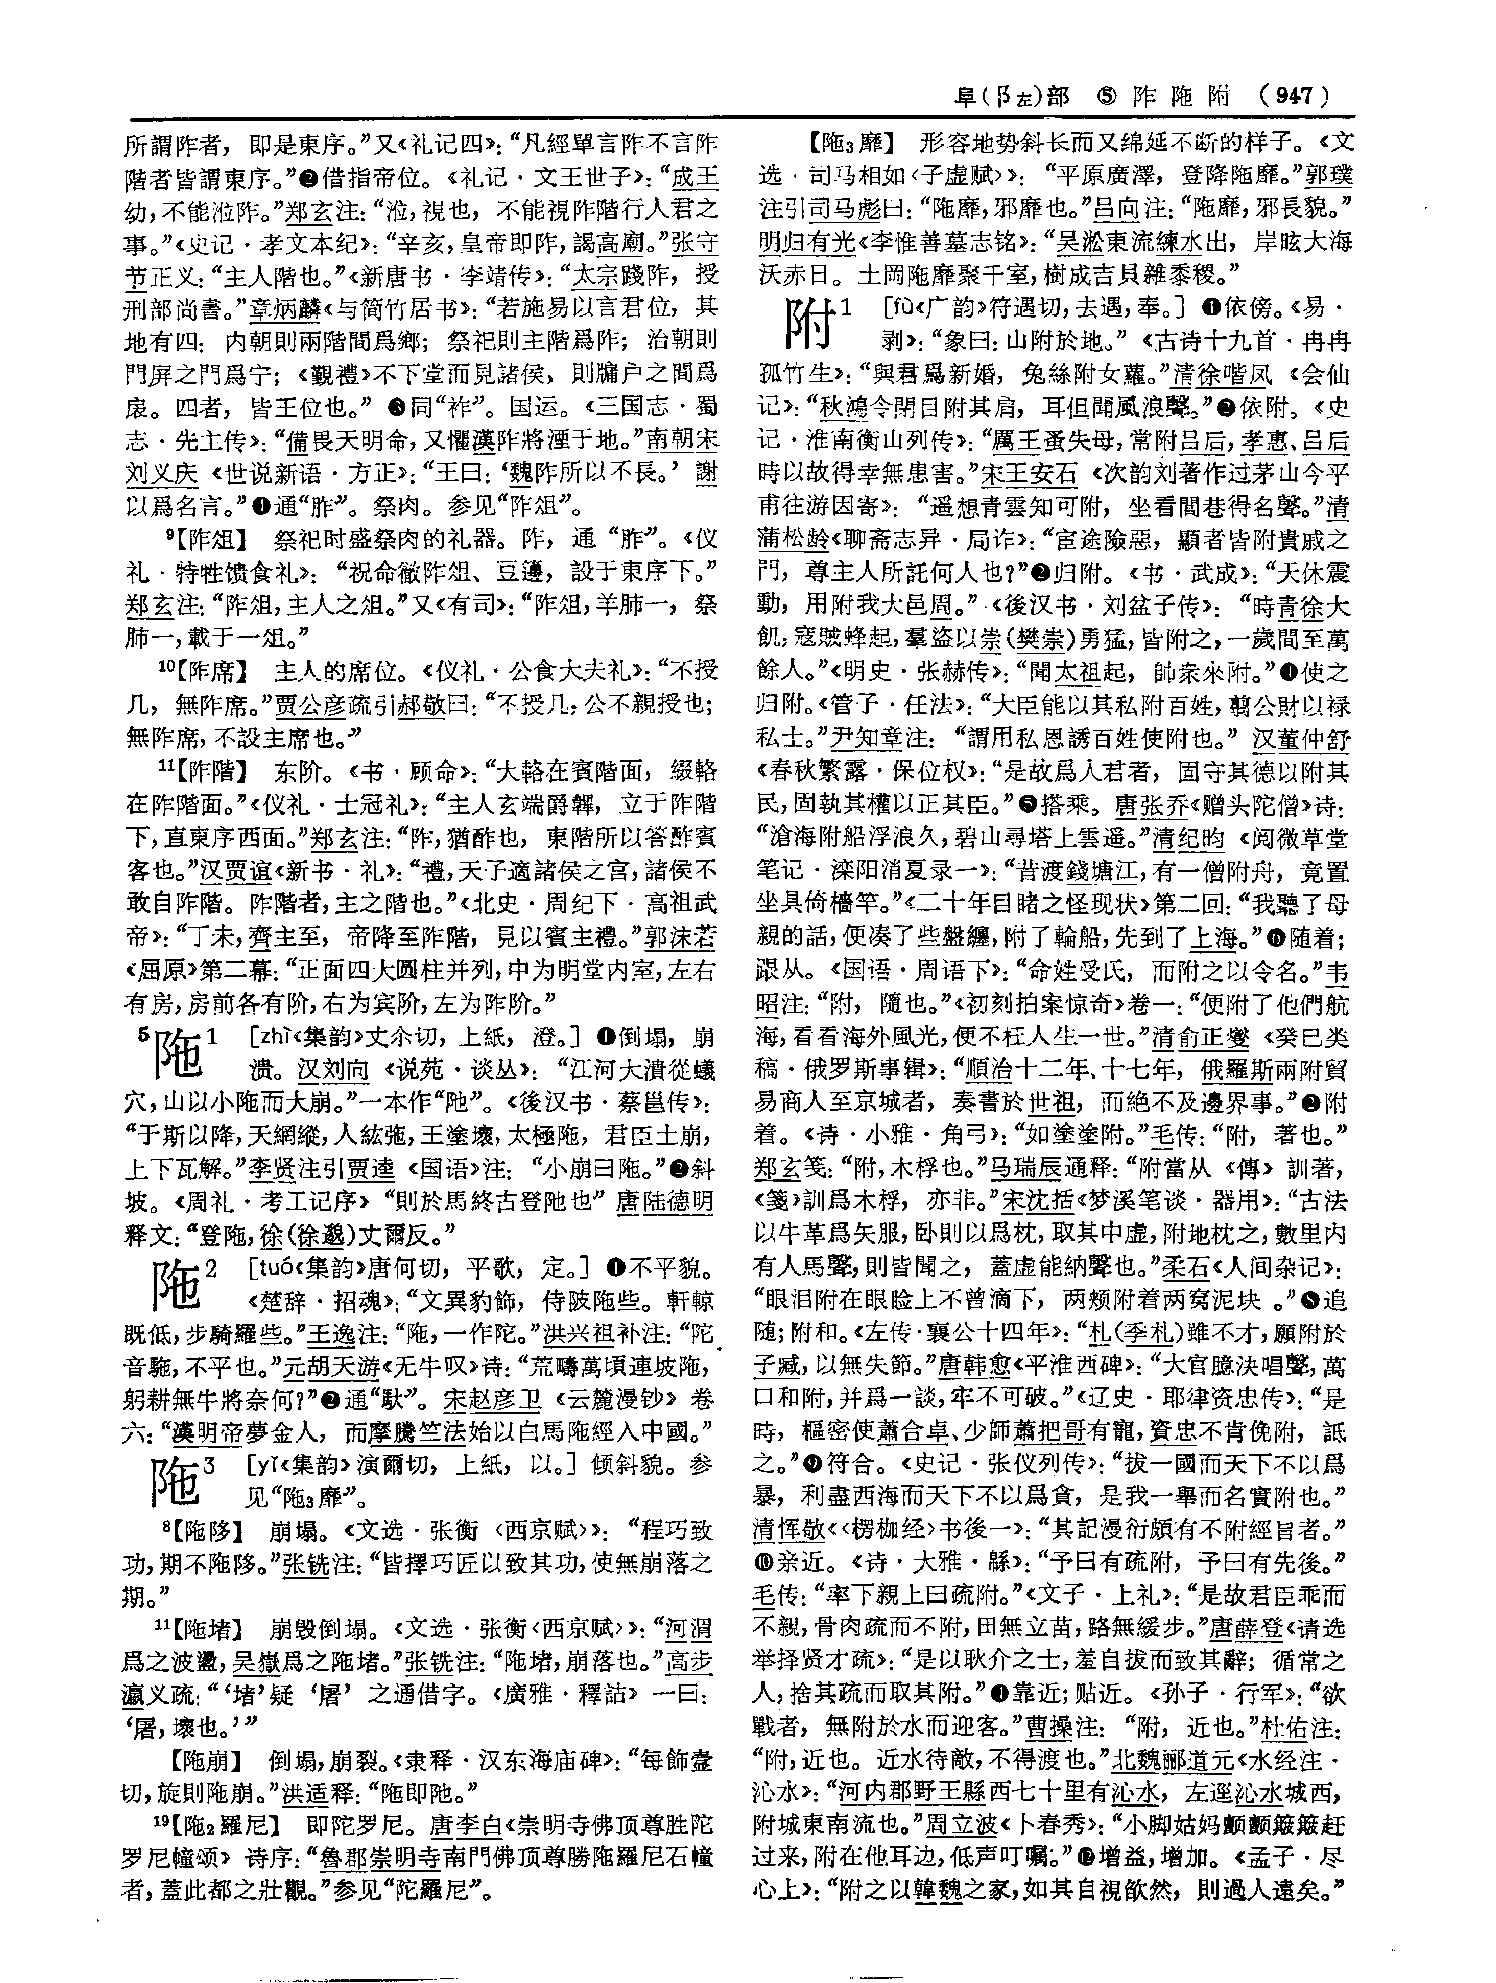 阜(阝左)部 ⑤ 阼 陁 附 (947)
所謂阼者，即是東序。”又《礼记四》：“凡經單言阼不言阼
階者皆謂東序。”❷借指帝位。《礼记·文王世子》：“成王
幼，不能涖阼。”郑玄注：“涖，視也，不能視阼階行人君之
事。”《史记·孝文本纪》：“辛亥，皇帝即阼，謁高廟。”张守
节正义：“主人階也。”《新唐书·李靖传》：“太宗踐阼，授
刑部尚書。”章炳麟《与简竹居书》：“若施易以言君位，其
地有四：内朝則兩階間爲鄉；祭祀則主階爲阼；治朝則
門屏之門爲宁；《覲禮》不下堂而見諸侯，則牖户之間爲
扆。四者，皆王位也。”❸同“祚”。国运。《三国志·蜀
志·先主传》：“備畏天明命，又懼漢阼將湮于地。”南朝宋
刘义庆《世说新语·方正》：“王曰：‘魏阼所以不長。’謝
以爲名言。”❹通“胙”。祭肉。参见“阼俎”。
9【阼俎】 祭祀时盛祭肉的礼器。阼，通“胙”。《仪
礼·特牲馈食礼》：“祝命徹阼俎、豆籩，設于東序下。”
郑玄注：“阼俎，主人之俎。”又《有司》：“阼俎，羊肺一，祭
肺一，載于一俎。”
10【阼席】 主人的席位。《仪礼·公食大夫礼》：“不授
几，無阼席。”贾公彦疏引郝敬曰：“不授几，公不親授也；
無阼席，不設主席也。”
11【阼階】 东阶。《书·顾命》：“大輅在賓階面，綴輅
在阼階面。”《仪礼·士冠礼》：“主人玄端爵韠，立于阼階
下，直東序西面。”郑玄注：“阼，猶酢也，東階所以答酢賓
客也。”汉贾谊《新书·礼》：“禮，天子適諸侯之宫，諸侯不
敢自阼階。阼階者，主之階也。”《北史·周纪下·高祖武
帝》：“丁未，齊主至，帝降至阼階，見以賓主禮。”郭沫若
《屈原》第二幕：“正面四大圆柱并列，中为明堂内室，左右
有房，房前各有阶，右为宾阶，左为阼阶。”
5陁1 [zhì《集韵》丈尒切，上紙，澄。] ❶倒塌，崩
溃。汉刘向《说苑·谈丛》：“江河大潰從蟻
穴，山以小陁而大崩。”一本作“阤”。《後汉书·蔡邕传》：
“于斯以降，天網縱，人紘弛，王塗壞，太極陁，君臣土崩，
上下瓦解。”李贤注引贾逵《国语》注：“小崩曰陁。”❷斜
坡。《周礼·考工记序》“則於馬終古登阤也”唐陆德明
释文：“登陁，徐(徐邈)丈爾反。”
陁2 [tuó《集韵》唐何切，平歌，定。] ❶不平貌。
《楚辞·招魂》：“文異豹飾，侍陂陁些。軒輬
既低，步騎羅些。”王逸注：“陁，一作陀。”洪兴祖补注：“陀
音駞，不平也。”元胡天游《无牛叹》诗：“荒疇萬頃連坡陁，
躬耕無牛將奈何？”❷通“馱”。宋赵彦卫《云麓漫钞》卷
六：“漢明帝夢金人，而摩騰竺法始以白馬陁經入中國。”
陁3 [yǐ《集韵》演爾切，上紙，以。] 倾斜貌。参
见“陁3靡”。
8【陁陊】 崩塌。《文选·张衡〈西京赋〉》：“程巧致
功，期不陁陊。”张铣注：“皆擇巧匠以致其功，使無崩落之
期。”
11【陁堵】 崩毁倒塌。《文选·张衡〈西京赋〉》：“河渭
爲之波盪，吴嶽爲之陁堵。”张铣注：“陁堵，崩落也。”高步
瀛义疏：“‘堵’疑‘屠’之通借字。《廣雅·釋詁》一曰：
‘屠，壞也。’”
【陁崩】 倒塌，崩裂。《隶释·汉东海庙碑》：“每飾壹
切，旋則陁崩。”洪适释：“陁即阤。”
19【陁2羅尼】 即陀罗尼。唐李白《崇明寺佛顶尊胜陀
罗尼幢颂》诗序：“魯郡崇明寺南門佛顶尊勝陁羅尼石幢
者，蓋此都之壯觀。”参见“陀羅尼”。
【陁3靡】 形容地势斜长而又绵延不断的样子。《文
选·司马相如〈子虚赋〉》：“平原廣澤，登降陁靡。”郭璞
注引司马彪曰：“陁靡，邪靡也。”吕向注：“陁靡，邪長貌。”
明归有光《李惟善墓志铭》：“吴淞東流練水出，岸眩大海
沃赤日。土岡陁靡聚千室，樹成吉貝雜黍稷。”
附1 [fù《广韵》符遇切，去遇，奉。] ❶依傍。《易·
剥》：“象曰：山附於地。”《古诗十九首·冉冉
孤竹生》：“與君爲新婚，兔絲附女蘿。”清徐喈凤《会仙
记》：“秋鴻令閉目附其肩，耳但聞風浪聲。”❷依附。《史
记·淮南衡山列传》：“厲王蚤失母，常附吕后，孝惠、吕后
時以故得幸無患害。”宋王安石《次韵刘著作过茅山今平
甫往游因寄》：“遥想青雲知可附，坐看閭巷得名聲。”清
蒲松龄《聊斋志异·局诈》：“宦途險惡，顯者皆附貴戚之
門，尊主人所託何人也？”❷归附。《书·武成》：“天休震
動，用附我大邑周。”《後汉书·刘盆子传》：“時青徐大
飢，寇賊蜂起，羣盗以崇(樊崇)勇猛，皆附之，一歲間至萬
餘人。”《明史·张赫传》：“聞太祖起，帥衆來附。”❹使之
归附。《管子·任法》：“大臣能以其私附百姓，翦公財以禄
私士。”尹知章注：“謂用私恩誘百姓使附也。”汉董仲舒
《春秋繁露·保位权》：“是故爲人君者，固守其德以附其
民，固執其權以正其臣。”❺搭乘。唐张乔《赠头陀僧》诗：
“滄海附船浮浪久，碧山尋塔上雲遥。”清纪昀《阅微草堂
笔记·滦阳消夏录一》：“昔渡錢塘江，有一僧附舟，竟置
坐具倚檣竿。”《二十年目睹之怪现状》第二回：“我聽了母
親的話，便凑了些盤纏，附了輪船，先到了上海。”❻随着；
跟从。《国语·周语下》：“命姓受氏，而附之以令名。”韦
昭注：“附，隨也。”《初刻拍案惊奇》卷一：“便附了他們航
海，看看海外風光，便不枉人生一世。”清俞正燮《癸巳类
稿·俄罗斯事辑》：“順治十二年、十七年，俄羅斯兩附貿
易商人至京城者，奏書於世祖，而絶不及邊界事。”❷附
着。《诗·小雅·角弓》：“如塗塗附。”毛传：“附，著也。”
郑玄笺：“附，木桴也。”马瑞辰通释：“附當从《傳》訓著，
《箋》訓爲木桴，亦非。”宋沈括《梦溪笔谈·器用》：“古法
以牛革爲矢服，卧則以爲枕，取其中虚，附地枕之，數里内
有人馬聲，則皆聞之，蓋虚能納聲也。”柔石《人间杂记》：
“眼泪附在眼睑上不曾滴下，两颊附着两窝泥块。”❽追
随；附和。《左传·襄公十四年》：“札(季札)雖不才，願附於
子臧，以無失節。”唐韩愈《平淮西碑》：“大官臆決唱聲，萬
口和附，并爲一談，牢不可破。”《辽史·耶律资忠传》：“是
時，樞密使蕭合卓、少師蕭把哥有寵，資忠不肯俛附，詆
之。”❾符合。《史记·张仪列传》：“拔一國而天下不以爲
暴，利盡西海而天下不以爲貪，是我一舉而名實附也。”
清恽敬《〈楞枷经〉书後一》：“其記漫衍頗有不附經旨者。”
❿亲近。《诗·大雅·緜》：“予曰有疏附，予曰有先後。”
毛传：“率下親上曰疏附。”《文子·上礼》：“是故君臣乖而
不親，骨肉疏而不附，田無立苗，路無緩步。”唐薛登《请选
举择贤才疏》：“是以耿介之士，羞自拔而致其辭；循常之
人，捨其疏而取其附。”⓫靠近；贴近。《孙子·行军》：“欲
戰者，無附於水而迎客。”曹操注：“附，近也。”杜佑注：
“附，近也。近水待敵，不得渡也。”北魏郦道元《水经注·
沁水》：“河内郡野王縣西七十里有沁水，左逕沁水城西，
附城東南流也。”周立波《卜春秀》：“小脚姑妈颤颤簸簸赶
过来，附在他耳边，低声叮嘱。”⓬增益，增加。《孟子·尽
心上》：“附之以韓魏之家，如其自視欿然，則過人遠矣。”